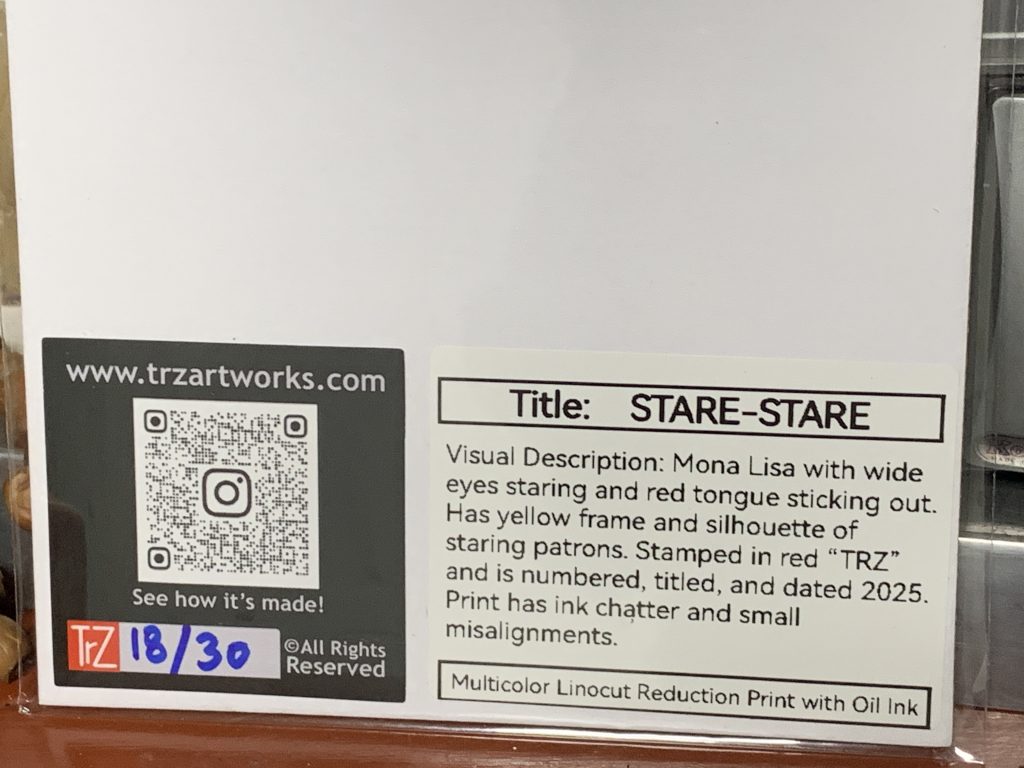 www.trzartworks.com
See how it's made!
TrZ 18/30
©All Rights
Reserved
Title: STARE-STARE
Visual Description: Mona Lisa with wide
eyes staring and red tongue sticking out.
Has yellow frame and silhouette of
staring patrons. Stamped in red “TRZ”
and is numbered, titled, and dated 2025.
Print has ink chatter and small
misalignments.
Multicolor Linocut Reduction Print with Oil Ink